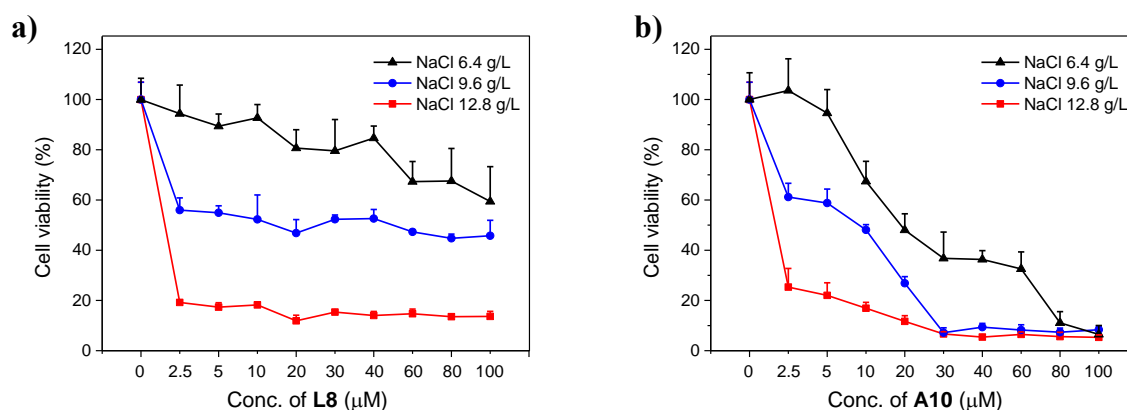 a)
120
100
80
60
40
20
0
Cell viability (%)
NaCl 6.4 g/L
NaCl 9.6 g/L
NaCl 12.8 g/L
0 2.5 5 10 20 30 40 60 80 100
Conc. of L8 (μM)
b)
120
100
80
60
40
20
0
Cell viability (%)
NaCl 6.4 g/L
NaCl 9.6 g/L
NaCl 12.8 g/L
0 2.5 5 10 20 30 40 60 80 100
Conc. of A10 (μM)